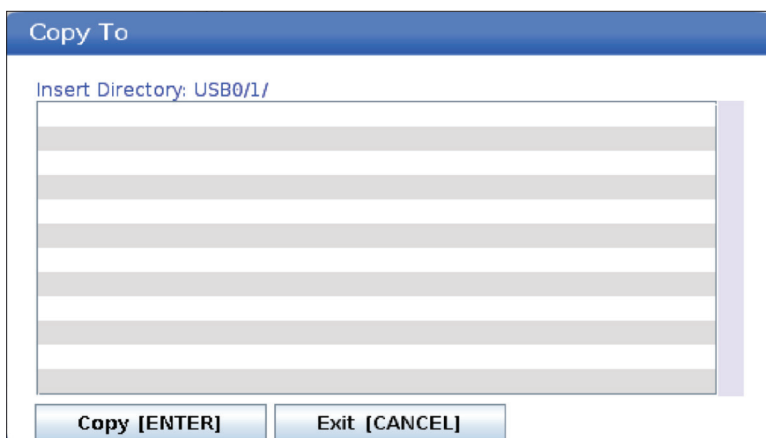 Copy To
Insert Directory: USB0/1/
Copy [ENTER] Exit [CANCEL]